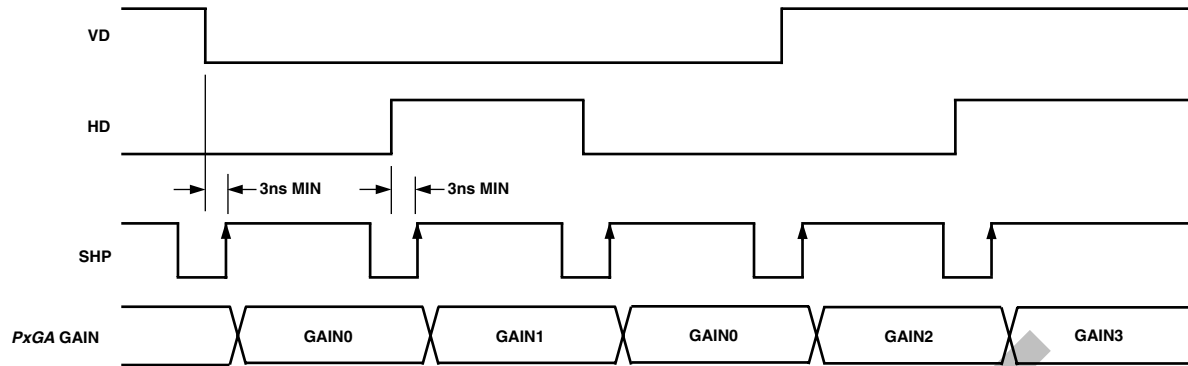 VD
HD
3ns MIN 3ns MIN
SHP
PxGA GAIN GAIN0 GAIN1 GAIN0 GAIN2 GAIN3